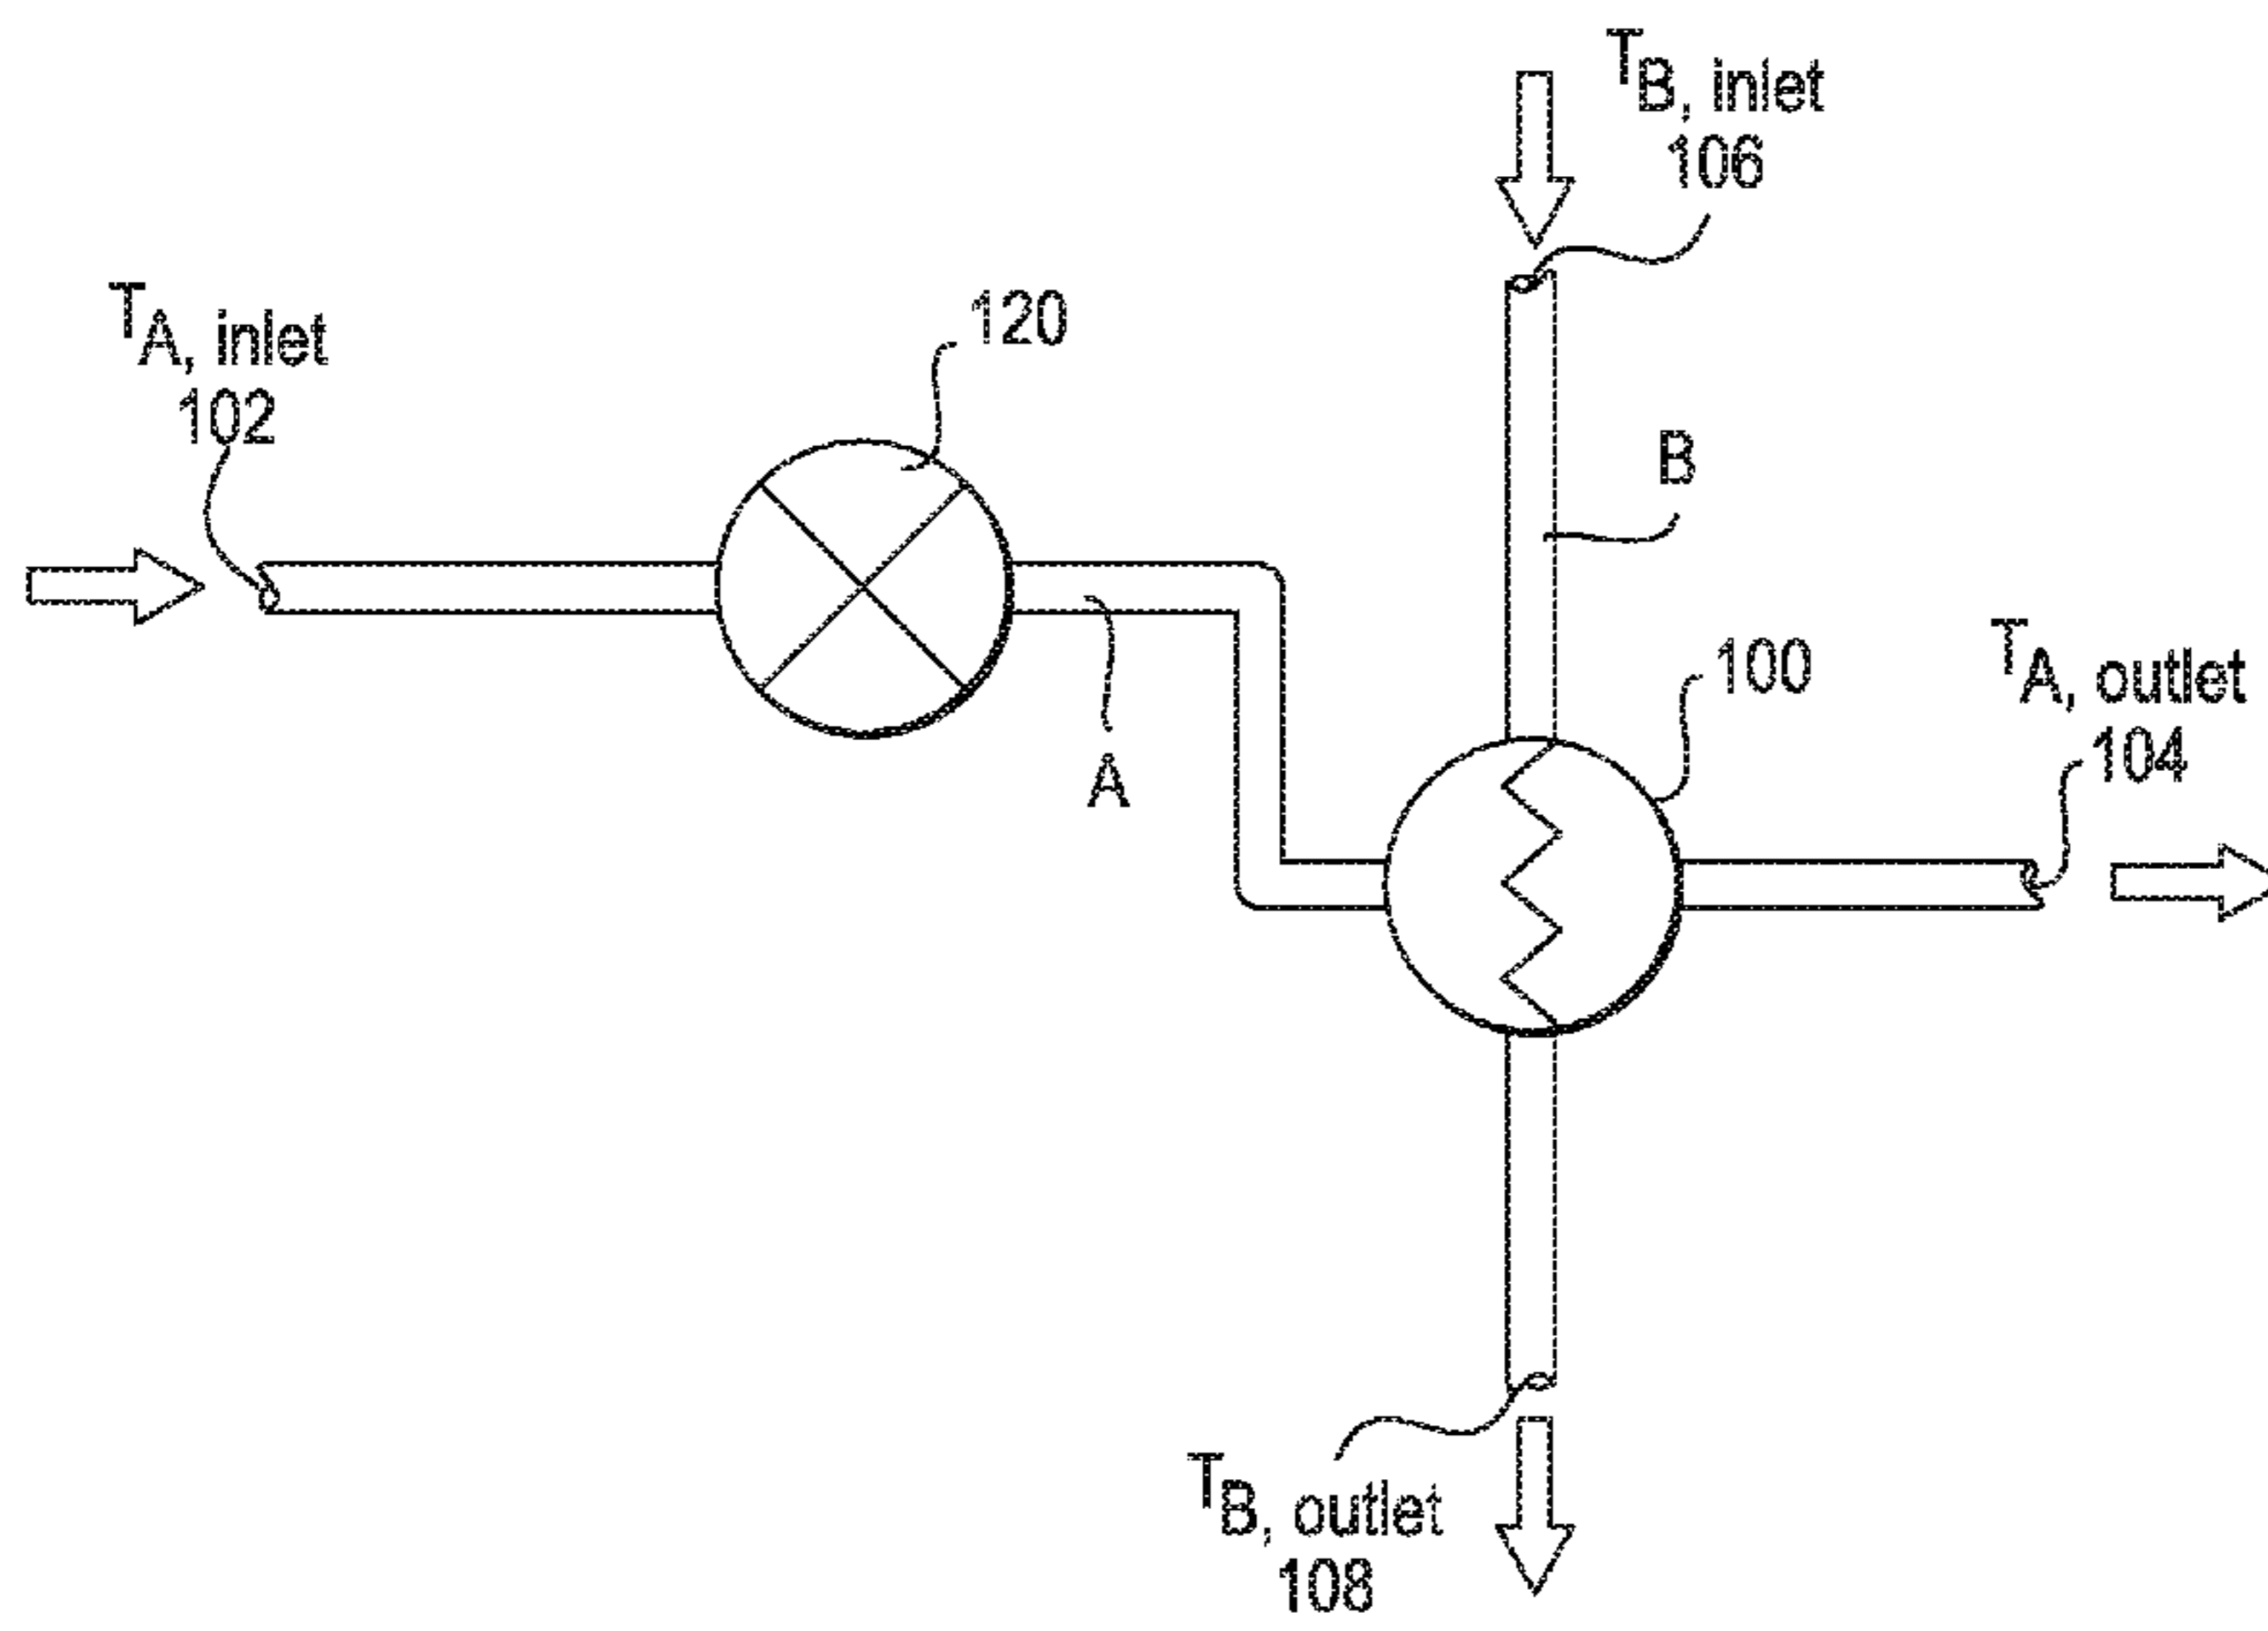 TB, inlet
106
TA, inlet
102
120
B
A
100
TA, outlet
104
TB, outlet
108